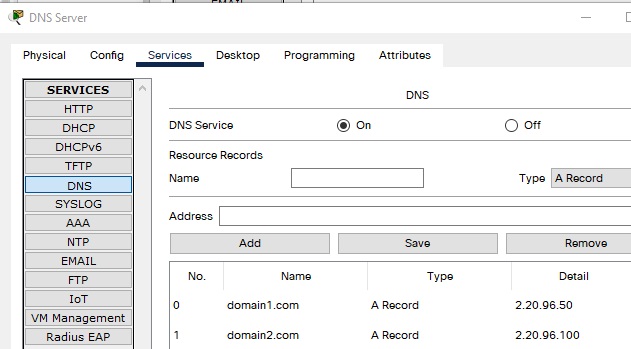 EMAIL
DNS Server
Physical Config Services Desktop Programming Attributes
SERVICES
HTTP
DHCP
DHCPv6
TFTP
DNS
SYSLOG
AAA
NTP
EMAIL
FTP
IoT
VM Management
Radius EAP
DNS
DNS Service On Off
Resource Records
Name Type A Record
Address
Add Save Remove
No. Name Type Detail
0 domain1.com A Record 2.20.96.50
1 domain2.com A Record 2.20.96.100